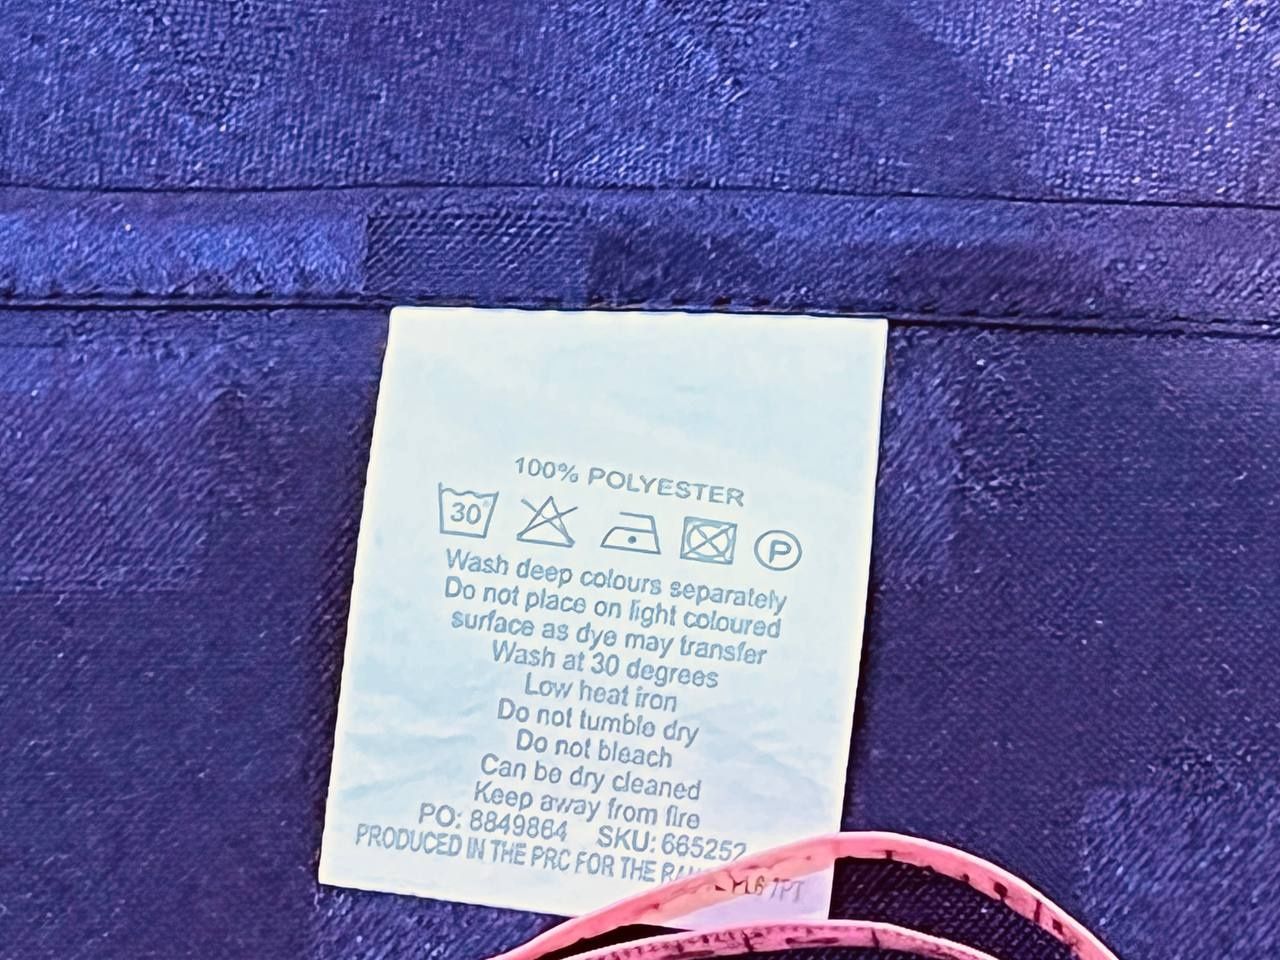 100% POLYESTER
30°
P
Wash deep colours separately
Do not place on light coloured
surface as dye may transfer
Wash at 30 degrees
Low heat iron
Do not tumble dry
Do not bleach
Can be dry cleaned
Keep away from fire
PO: 8849864 SKU: 665252
PRODUCED IN THE PRC FOR THE 7PT